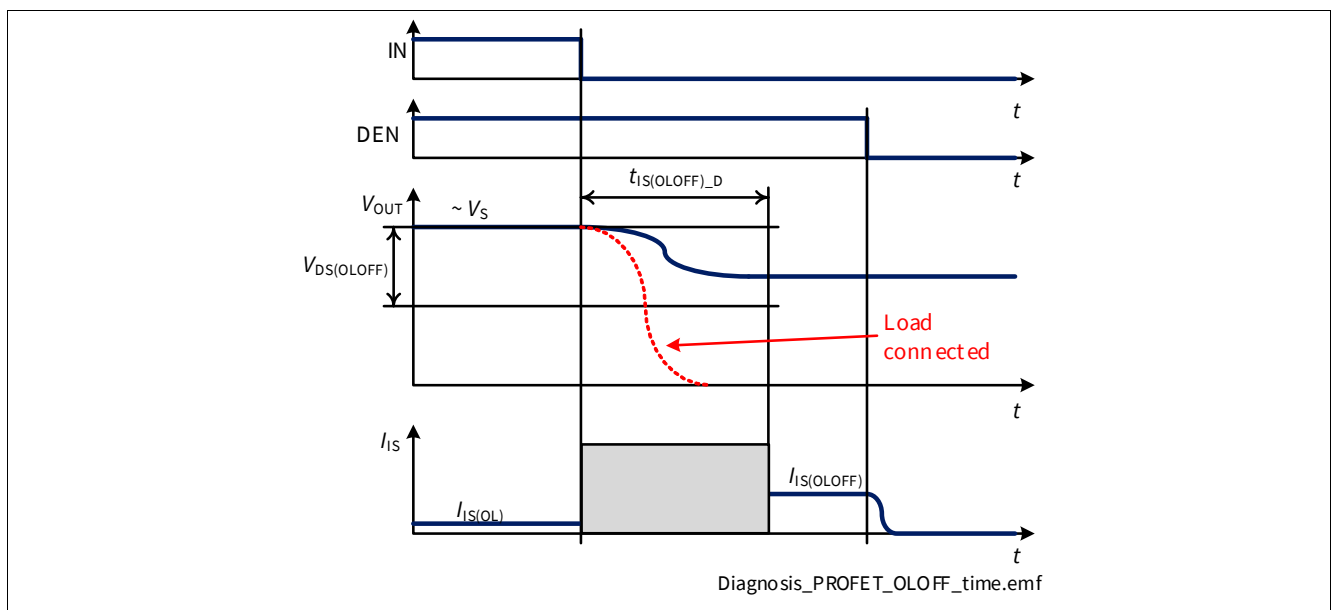 IN
t
DEN
t
tIS(OLOFF)_D
VOUT
~ VS
VDS(OLOFF)
Load
connected
t
IIS
IIS(OL)
IIS(OLOFF)
t
Diagnosis_PROFET_OLOFF_time.emf